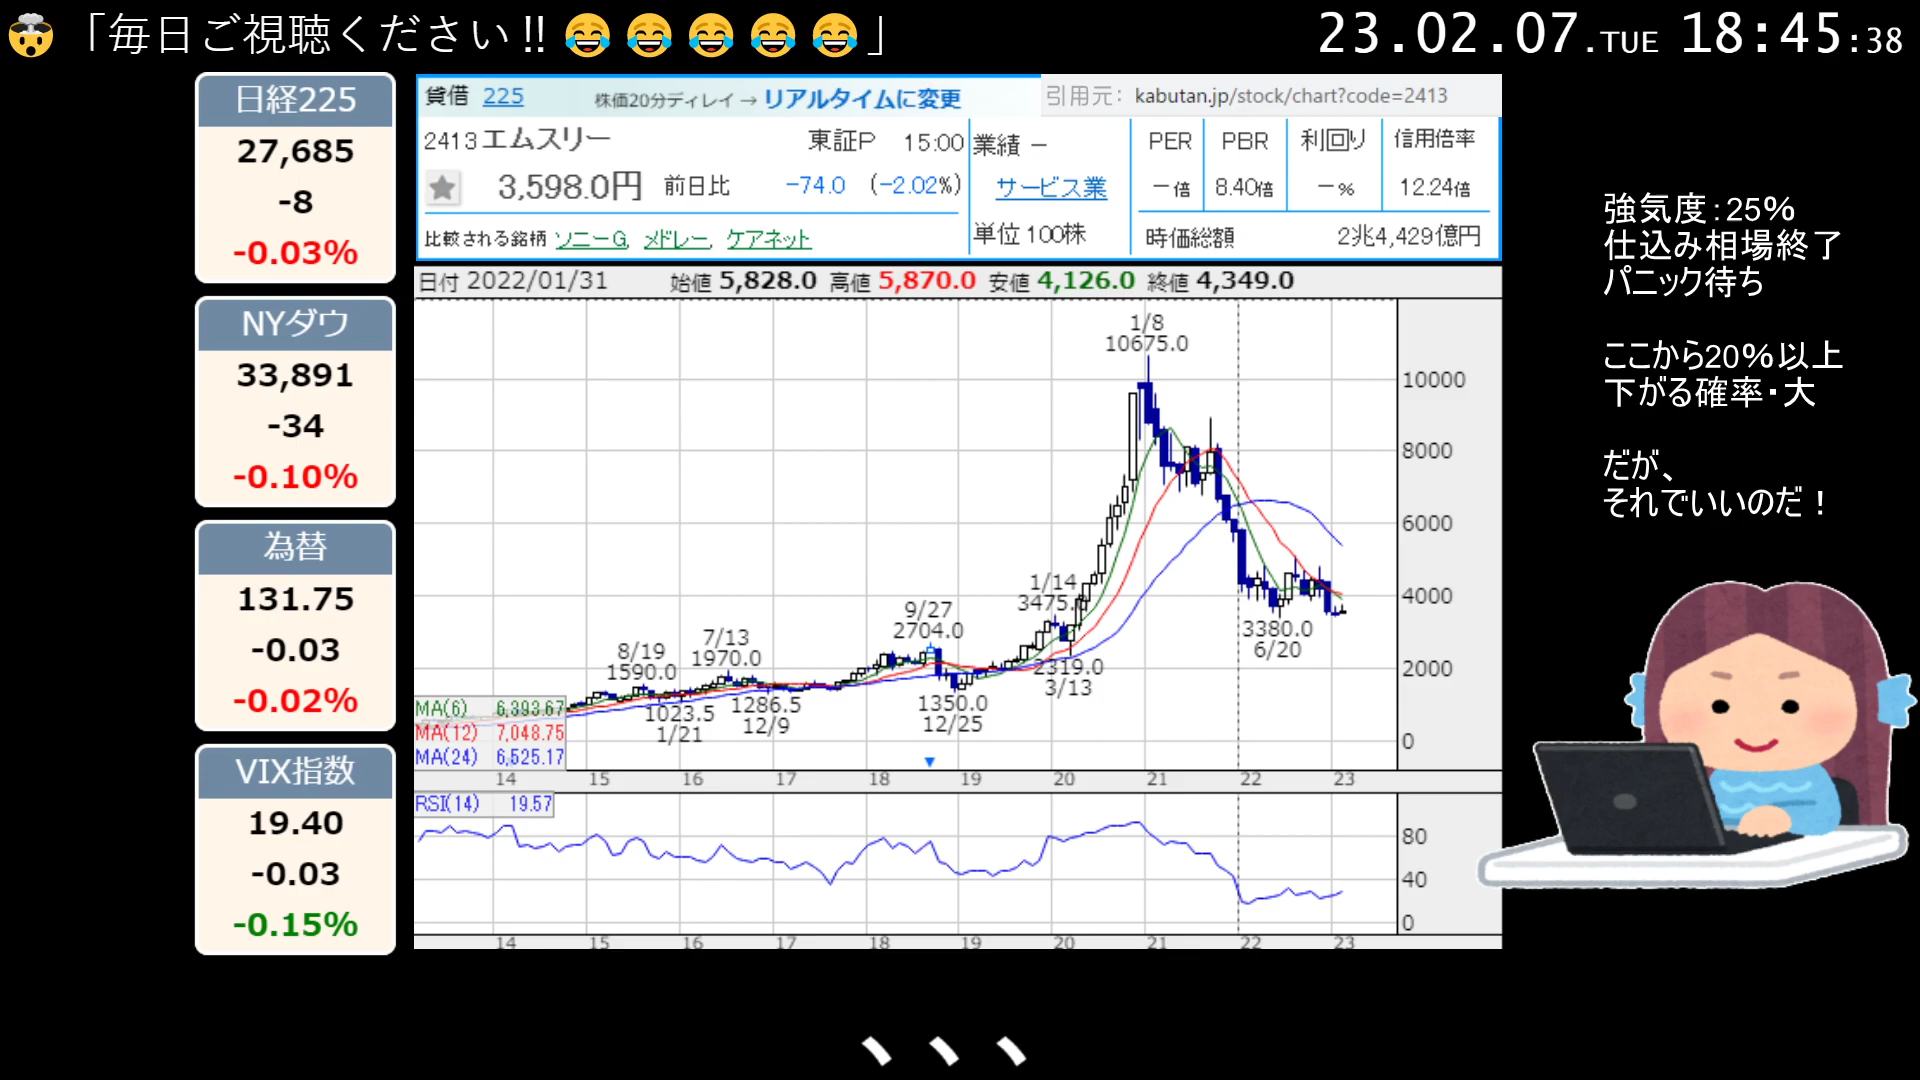 🤯「毎日ご視聴ください!!😂😂😂😂😂」
23.02.07.TUE 18:45:38
日経225
27,685
-8
-0.03%
NYダウ
33,891
-34
-0.10%
為替
131.75
-0.03
-0.02%
VIX指数
19.40
-0.03
-0.15%
貸借 225 株価20分ディレイ→リアルタイムに変更
引用元: kabutan.jp/stock/chart?code=2413
2413エムスリー 東証P 15:00
3,598.0円 前日比 -74.0 (-2.02%)
比較される銘柄 ソニーG, メドレー, ケアネット
業績 −
サービス業
単位 100株
PER PBR 利回り 信用倍率
−倍 8.40倍 −% 12.24倍
時価総額 2兆4,429億円
日付 2022/01/31 始値 5,828.0 高値 5,870.0 安値 4,126.0 終値 4,349.0
1/8
10675.0
1/14
3475.
9/27
2704.0
7/13
1970.0
8/19
1590.0
1023.5
1/21
1286.5
12/9
1350.0
12/25
2319.0
3/13
3380.0
6/20
10000
8000
6000
4000
2000
0
MA(6) 6,393.67
MA(12) 7,048.75
MA(24) 6,525.17
14 15 16 17 18 19 20 21 22 23
RSI(14) 19.57
80
40
0
14 15 16 17 18 19 20 21 22 23
強気度:25%
仕込み相場終了
パニック待ち
ここから20%以上
下がる確率・大
だが、
それでいいのだ!
、、、